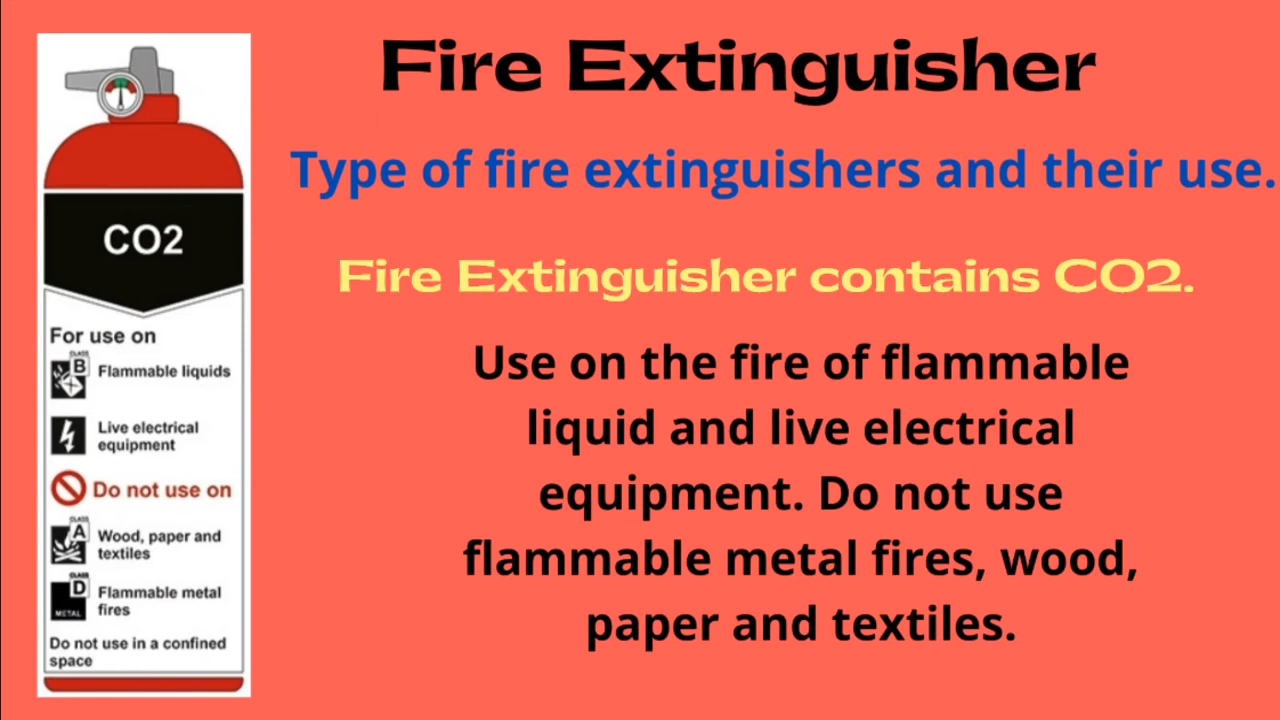 Fire Extinguisher
Type of fire extinguishers and their use.
Fire Extinguisher contains CO2.
Use on the fire of flammable
liquid and live electrical
equipment. Do not use
flammable metal fires, wood,
paper and textiles.
CO2
For use on
CLASS
B
Flammable liquids
Live electrical
equipment
Do not use on
CLASS
A
Wood, paper and
textiles
CLASS
D
METAL
Flammable metal
fires
Do not use in a confined
space